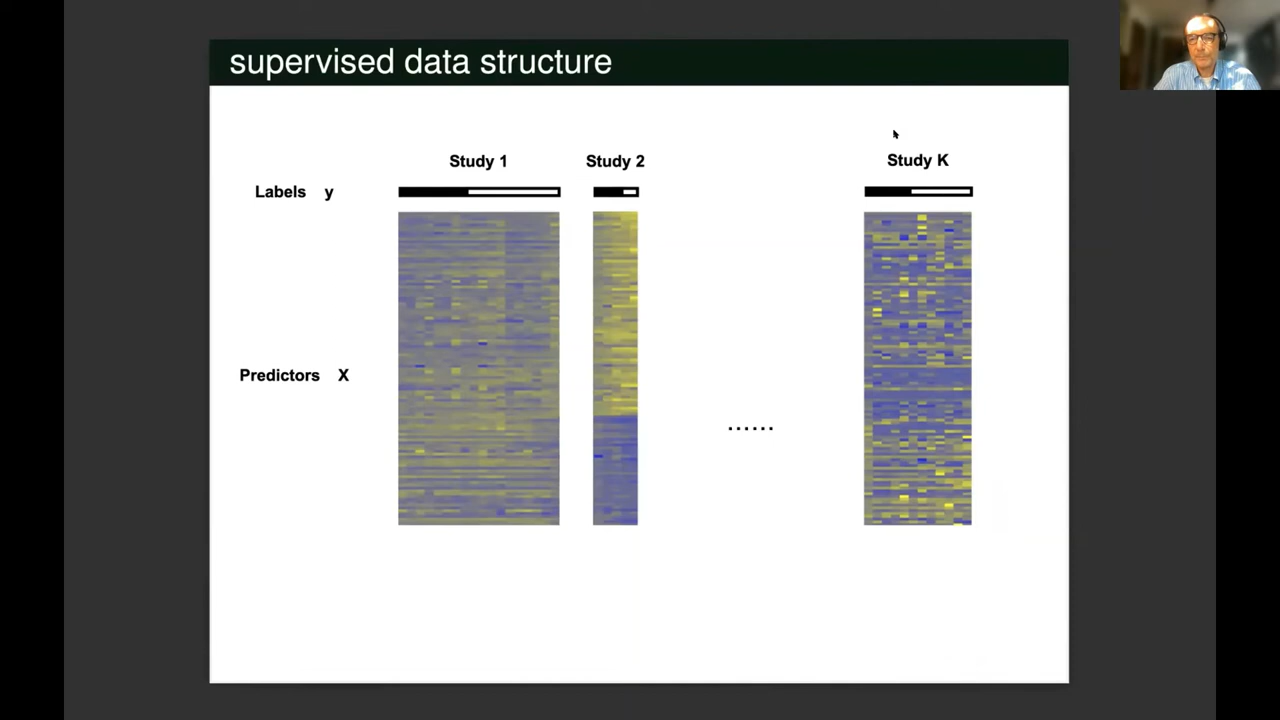 supervised data structure
Study 1
Study 2
Study K
Labels y
Predictors X
......